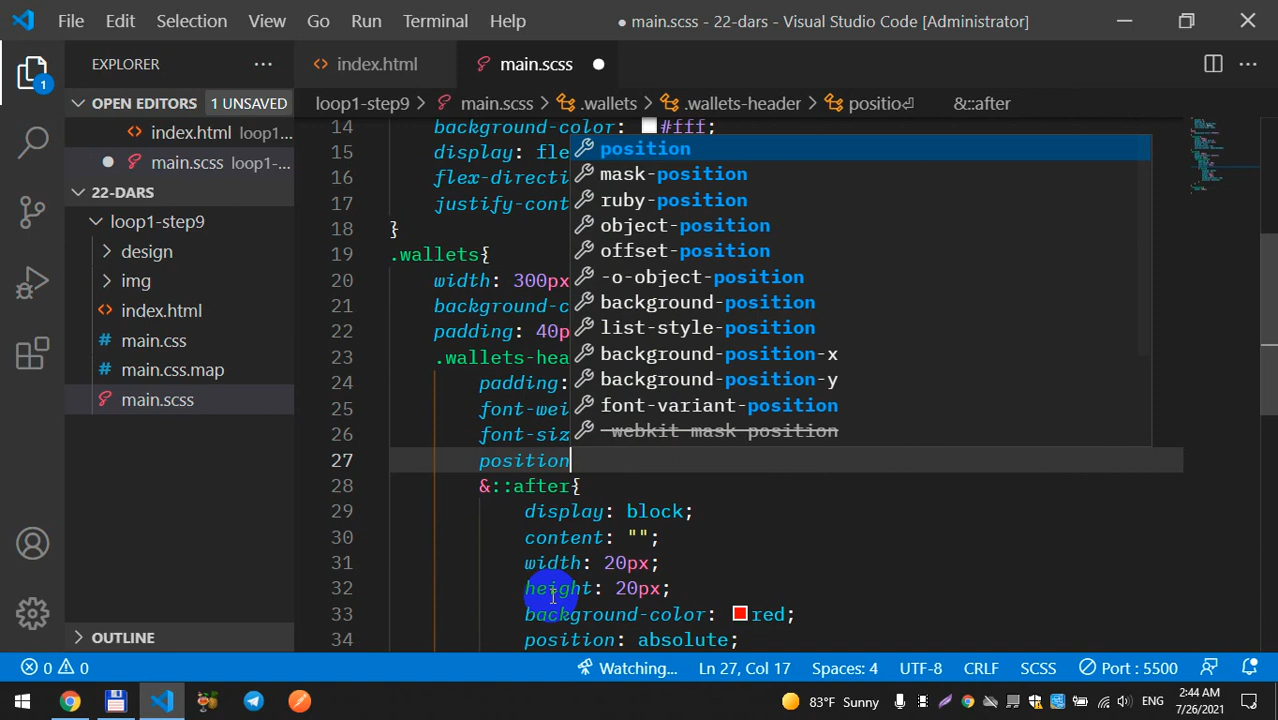 File Edit Selection View Go Run Terminal Help
● main.scss - 22-dars - Visual Studio Code [Administrator]
EXPLORER
index.html
main.scss
OPEN EDITORS 1 UNSAVED
loop1-step9 > main.scss > .wallets > .wallets-header > positio⏎ &::after
index.html loop1-...
main.scss loop1-...
22-DARS
loop1-step9
design
img
index.html
main.css
main.css.map
main.scss
OUTLINE
1
14 background-color: #fff;
15 display: fle
16 flex-directi
17 justify-cont
18 }
19 .wallets{
20 width: 300px
21 background-c
22 padding: 40p
23 .wallets-hea
24 padding:
25 font-wei
26 font-siz
27 position
28 &::after{
29 display: block;
30 content: "";
31 width: 20px;
32 height: 20px;
33 background-color: red;
34 position: absolute;
position
mask-position
ruby-position
object-position
offset-position
-o-object-position
background-position
list-style-position
background-position-x
background-position-y
font-variant-position
-webkit-mask-position
0 0 Watching... Ln 27, Col 17 Spaces: 4 UTF-8 CRLF SCSS Port : 5500
83°F Sunny ENG 2:44 AM
7/26/2021